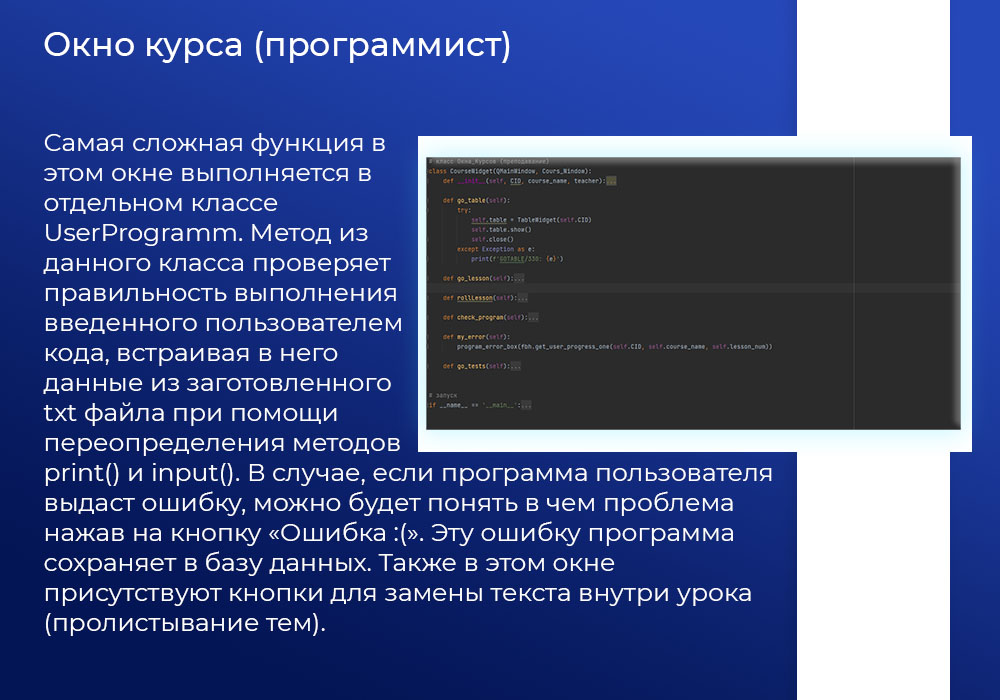 Окно курса (программист)
Самая сложная функция в
этом окне выполняется в
отдельном классе
UserProgramm. Метод из
данного класса проверяет
правильность выполнения
введенного пользователем
кода, встраивая в него
данные из заготовленного
txt файла при помощи
переопределения методов
print() и input(). В случае, если программа пользователя
выдаст ошибку, можно будет понять в чем проблема
нажав на кнопку «Ошибка :(». Эту ошибку программа
сохраняет в базу данных. Также в этом окне
присутствуют кнопки для замены текста внутри урока
(пролистывание тем).
# класс Окна_Курсов (преподавание)
class CourseWidget(QMainWindow, Cours_Window):
def __init__(self, CID, course_name, teacher):...
def go_table(self):
try:
self.table = TableWidget(self.CID)
self.table.show()
self.close()
except Exception as e:
print(f'GOTABLE/330: {e}')
def go_lesson(self):...
def rollLesson(self):...
def check_program(self):...
def my_error(self):
program_error_box(fbh.get_user_progress_one(self.CID, self.course_name, self.lesson_num))
def go_tests(self):...
# запуск
if __name__ == '__main__':...